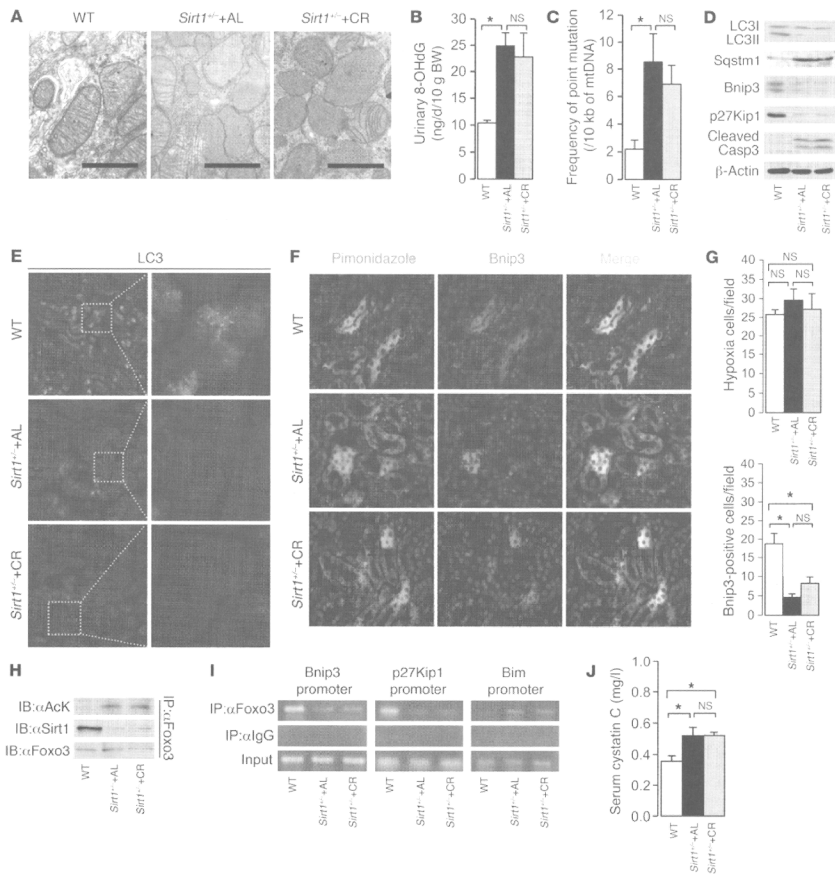 A
WT
Sirt1+/–+AL
Sirt1+/–+CR
B
Urinary 8-OHdG
(ng/d/10 g BW)
30
25
20
15
10
5
0
*
NS
WT
Sirt1+/–+AL
Sirt1+/–+CR
C
Frequency of point mutation
(/10 kb of mtDNA)
12
10
8
6
4
2
0
*
NS
WT
Sirt1+/–+AL
Sirt1+/–+CR
D
LC3I
LC3II
Sqstm1
Bnip3
p27Kip1
Cleaved
Casp3
β-Actin
WT
Sirt1+/–+AL
Sirt1+/–+CR
E
LC3
WT
Sirt1+/–+AL
Sirt1+/–+CR
F
Pimonidazole
Bnip3
Merge
WT
Sirt1+/–+AL
Sirt1+/–+CR
G
Hypoxia cells/field
40
35
30
25
20
15
10
5
0
NS
NS
NS
WT
Sirt1+/–+AL
Sirt1+/–+CR
Bnip3-positive cells/field
40
35
30
25
20
15
10
5
0
*
*
NS
WT
Sirt1+/–+AL
Sirt1+/–+CR
H
IB:αAcK
IB:αSirt1
IB:αFoxo3
IP:αFoxo3
WT
Sirt1+/–+AL
Sirt1+/–+CR
I
Bnip3
promoter
p27Kip1
promoter
Bim
promoter
IP:αFoxo3
IP:αIgG
Input
WT
Sirt1+/–+AL
Sirt1+/–+CR
WT
Sirt1+/–+AL
Sirt1+/–+CR
WT
Sirt1+/–+AL
Sirt1+/–+CR
J
Serum cystatin C (mg/l)
1.0
0.8
0.6
0.4
0.2
0.0
*
*
NS
WT
Sirt1+/–+AL
Sirt1+/–+CR